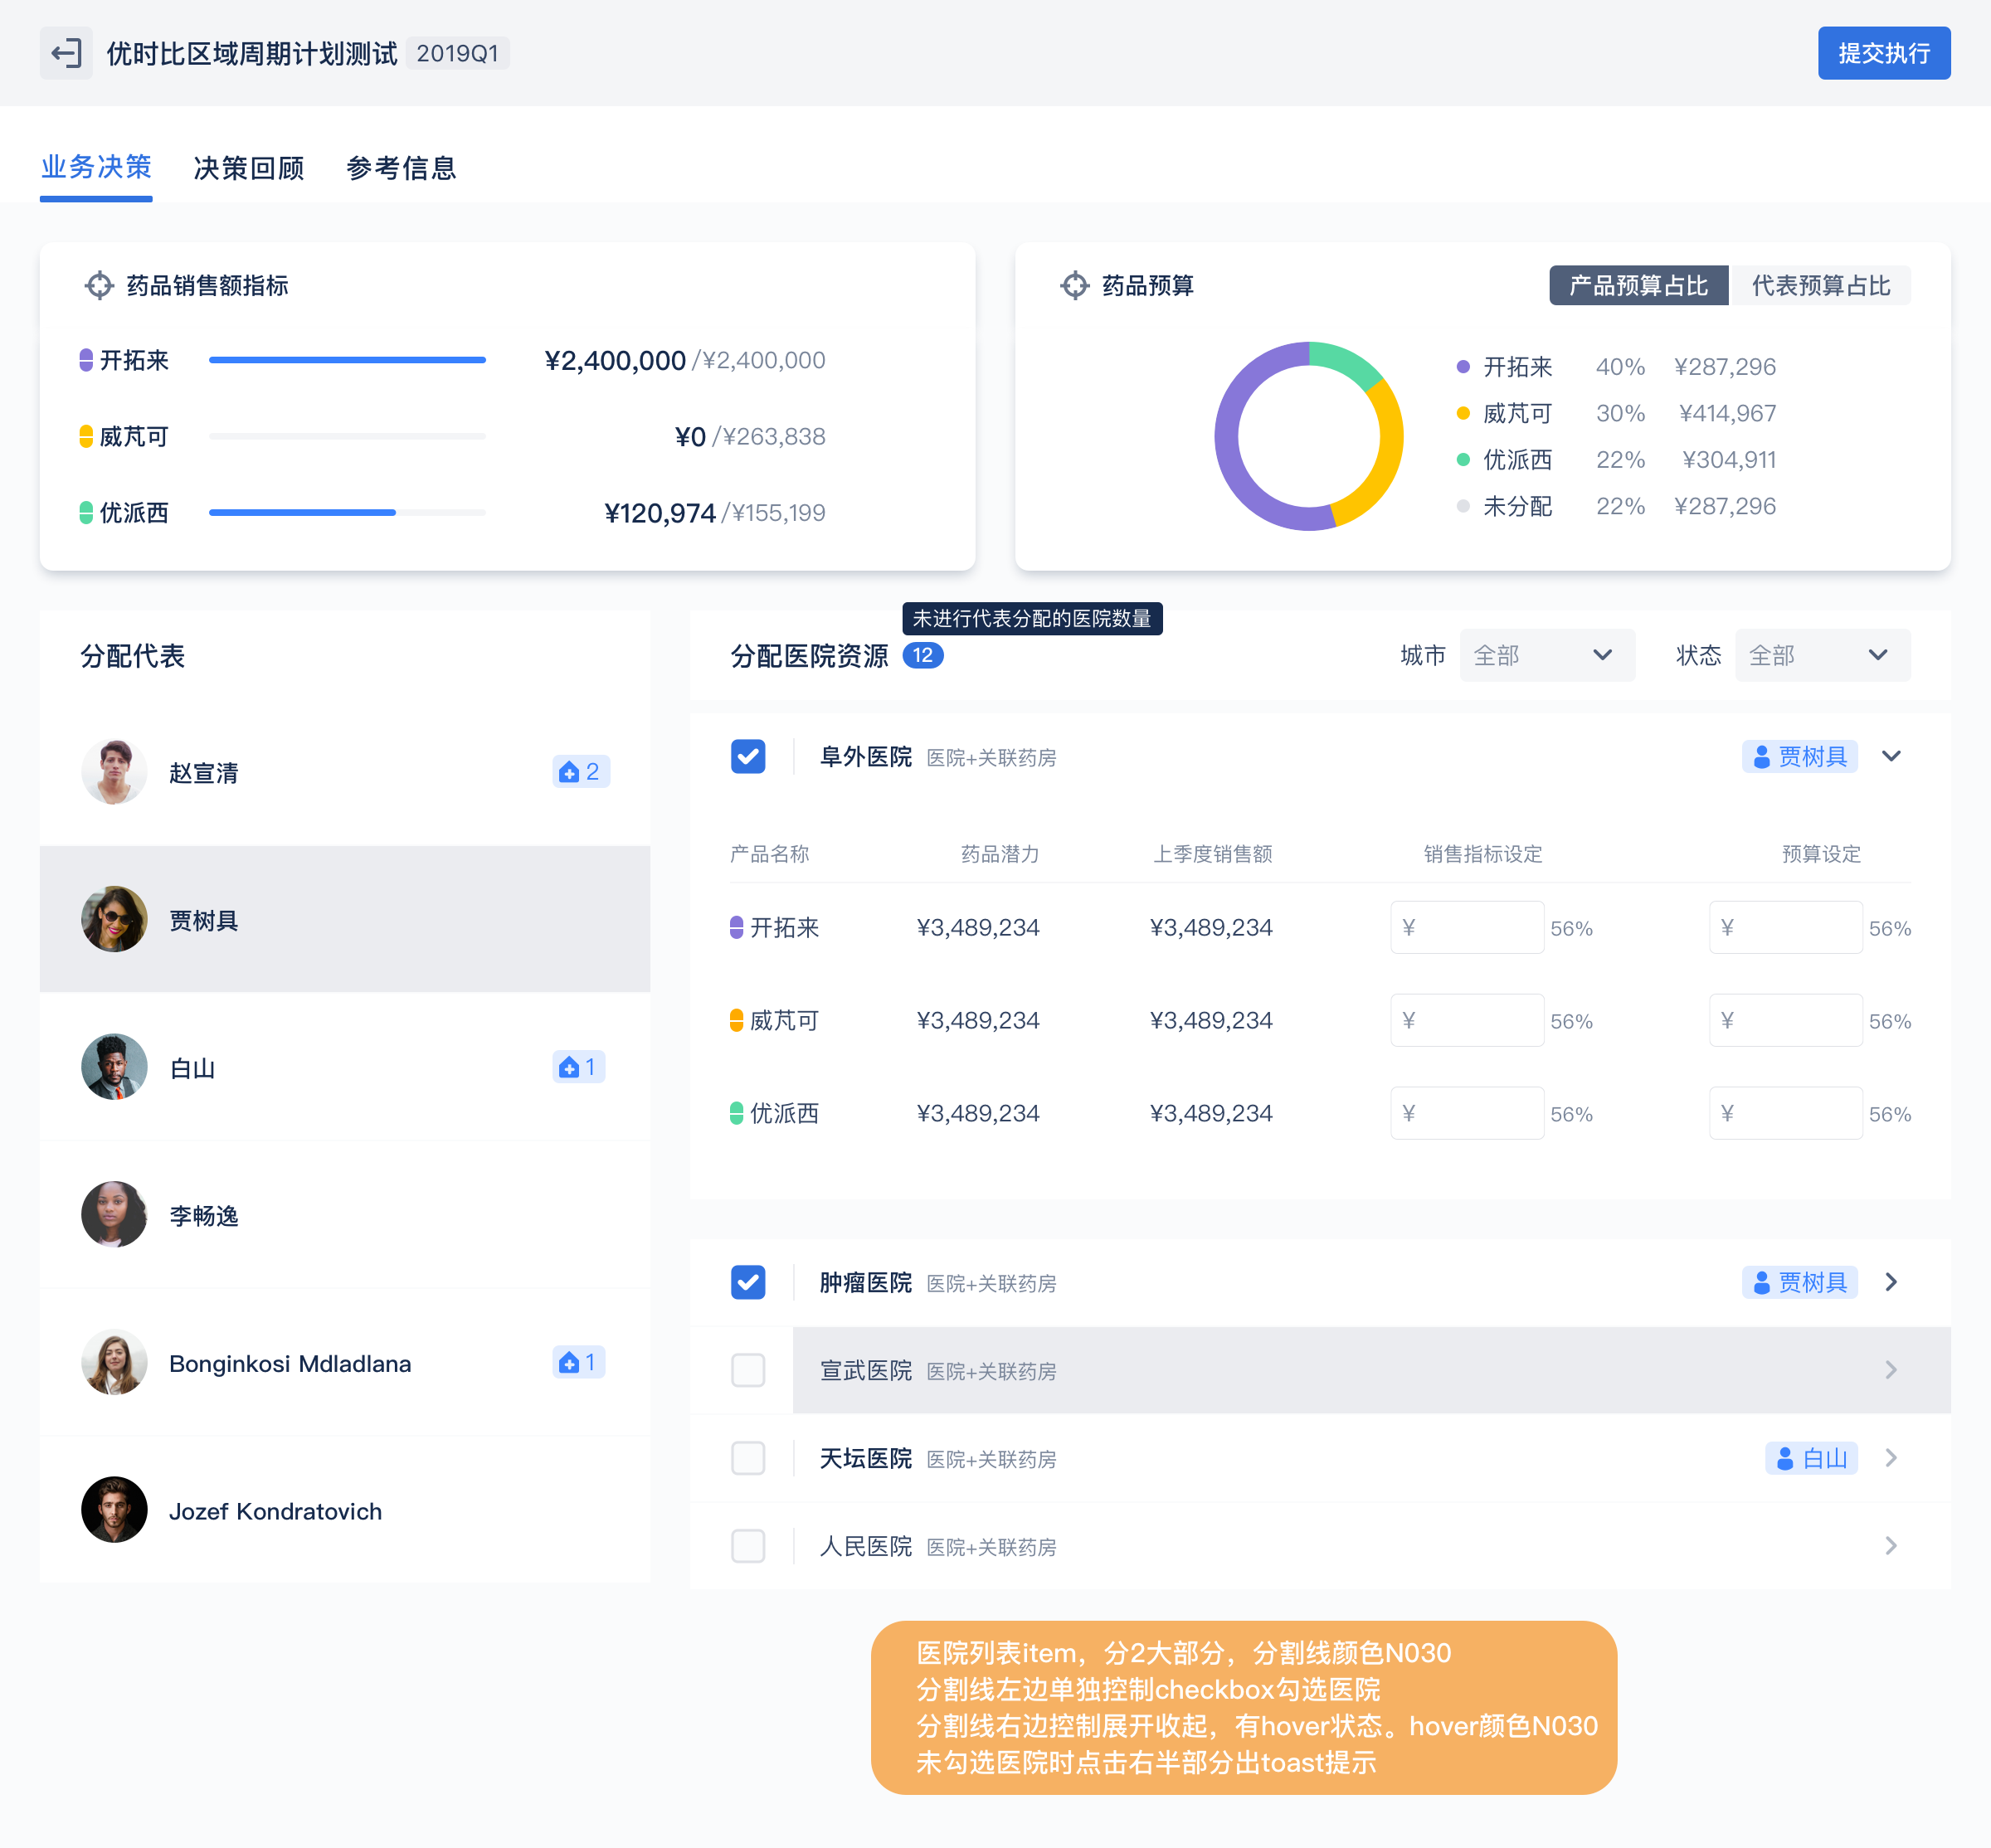 优时比区域周期计划测试 2019Q1
提交执行
业务决策 决策回顾 参考信息
药品销售额指标
开拓来 ¥2,400,000 /¥2,400,000
威芃可 ¥0 /¥263,838
优派西 ¥120,974 /¥155,199
药品预算
产品预算占比 代表预算占比
开拓来 40% ¥287,296
威芃可 30% ¥414,967
优派西 22% ¥304,911
未分配 22% ¥287,296
分配代表
赵宣清 2
贾树具
白山 1
李畅逸
Bonginkosi Mdladlana 1
Jozef Kondratovich
未进行代表分配的医院数量
分配医院资源 12
城市 全部 状态 全部
阜外医院 医院+关联药房 贾树具
产品名称 药品潜力 上季度销售额 销售指标设定 预算设定
开拓来 ¥3,489,234 ¥3,489,234 ¥ 56% ¥ 56%
威芃可 ¥3,489,234 ¥3,489,234 ¥ 56% ¥ 56%
优派西 ¥3,489,234 ¥3,489,234 ¥ 56% ¥ 56%
肿瘤医院 医院+关联药房 贾树具
宣武医院 医院+关联药房
天坛医院 医院+关联药房 白山
人民医院 医院+关联药房
医院列表item，分2大部分，分割线颜色N030
分割线左边单独控制checkbox勾选医院
分割线右边控制展开收起，有hover状态。hover颜色N030
未勾选医院时点击右半部分出toast提示